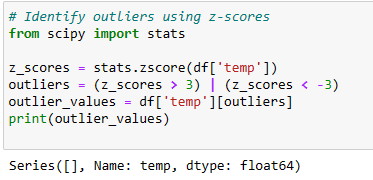 # Identify outliers using z-scores
from scipy import stats
z_scores = stats.zscore(df['temp'])
outliers = (z_scores > 3) | (z_scores < -3)
outlier_values = df['temp'][outliers]
print(outlier_values)
Series([], Name: temp, dtype: float64)